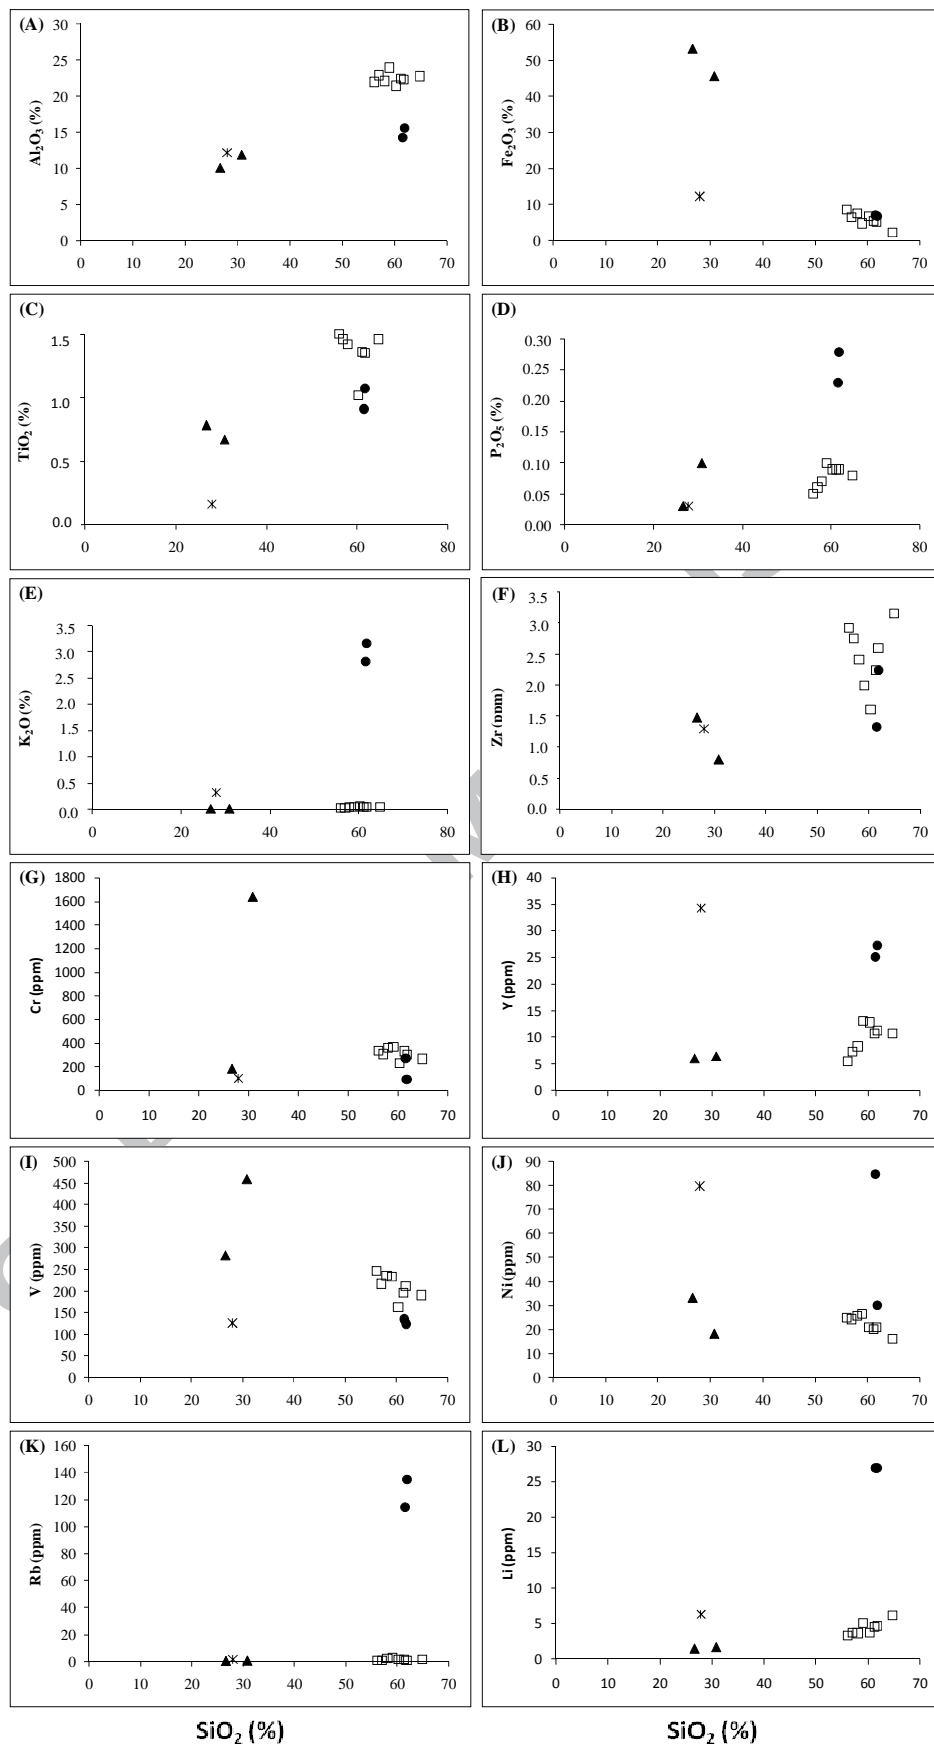 (A)
30
25
20
15
10
5
0
Al₂O₃ (%)
0 10 20 30 40 50 60 70
(B)
60
50
40
30
20
10
0
Fe₂O₃ (%)
0 10 20 30 40 50 60 70
(C)
1.5
1.0
0.5
0.0
TiO₂ (%)
0 20 40 60 80
(D)
0.30
0.25
0.20
0.15
0.10
0.05
0.00
P₂O₅ (%)
0 20 40 60 80
(E)
3.5
3.0
2.5
2.0
1.5
1.0
0.5
0.0
K₂O (%)
0 20 40 60 80
(F)
3.5
3.0
2.5
2.0
1.5
1.0
0.5
0.0
Zr (ppm)
0 10 20 30 40 50 60 70
(G)
1800
1600
1400
1200
1000
800
600
400
200
0
Cr (ppm)
0 10 20 30 40 50 60 70
(H)
40
35
30
25
20
15
10
5
0
Y (ppm)
0 10 20 30 40 50 60 70
(I)
500
450
400
350
300
250
200
150
100
50
0
V (ppm)
0 10 20 30 40 50 60 70
(J)
90
80
70
60
50
40
30
20
10
0
Ni (ppm)
0 10 20 30 40 50 60 70
(K)
160
140
120
100
80
60
40
20
0
Rb (ppm)
0 10 20 30 40 50 60 70
(L)
30
25
20
15
10
5
0
Li (ppm)
0 10 20 30 40 50 60 70
SiO₂ (%)
SiO₂ (%)